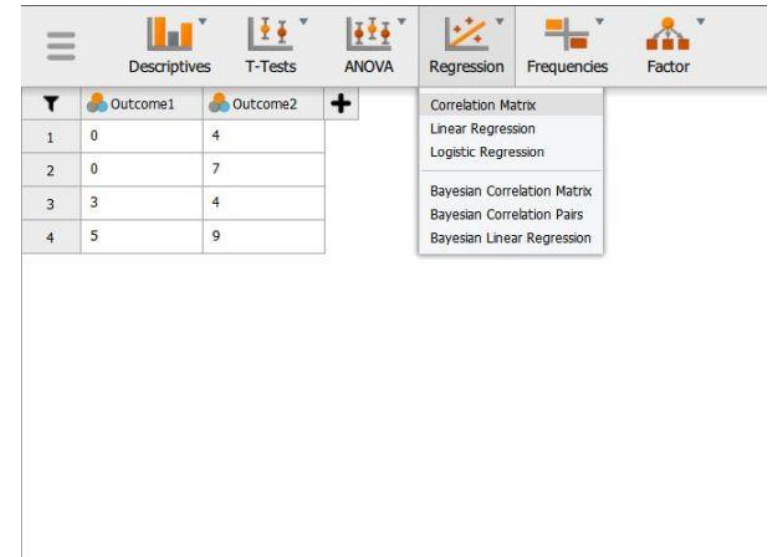 Descriptives T-Tests ANOVA Regression Frequencies Factor
Outcome1 Outcome2
1 0 4
2 0 7
3 3 4
4 5 9
Correlation Matrix
Linear Regression
Logistic Regression
Bayesian Correlation Matrix
Bayesian Correlation Pairs
Bayesian Linear Regression